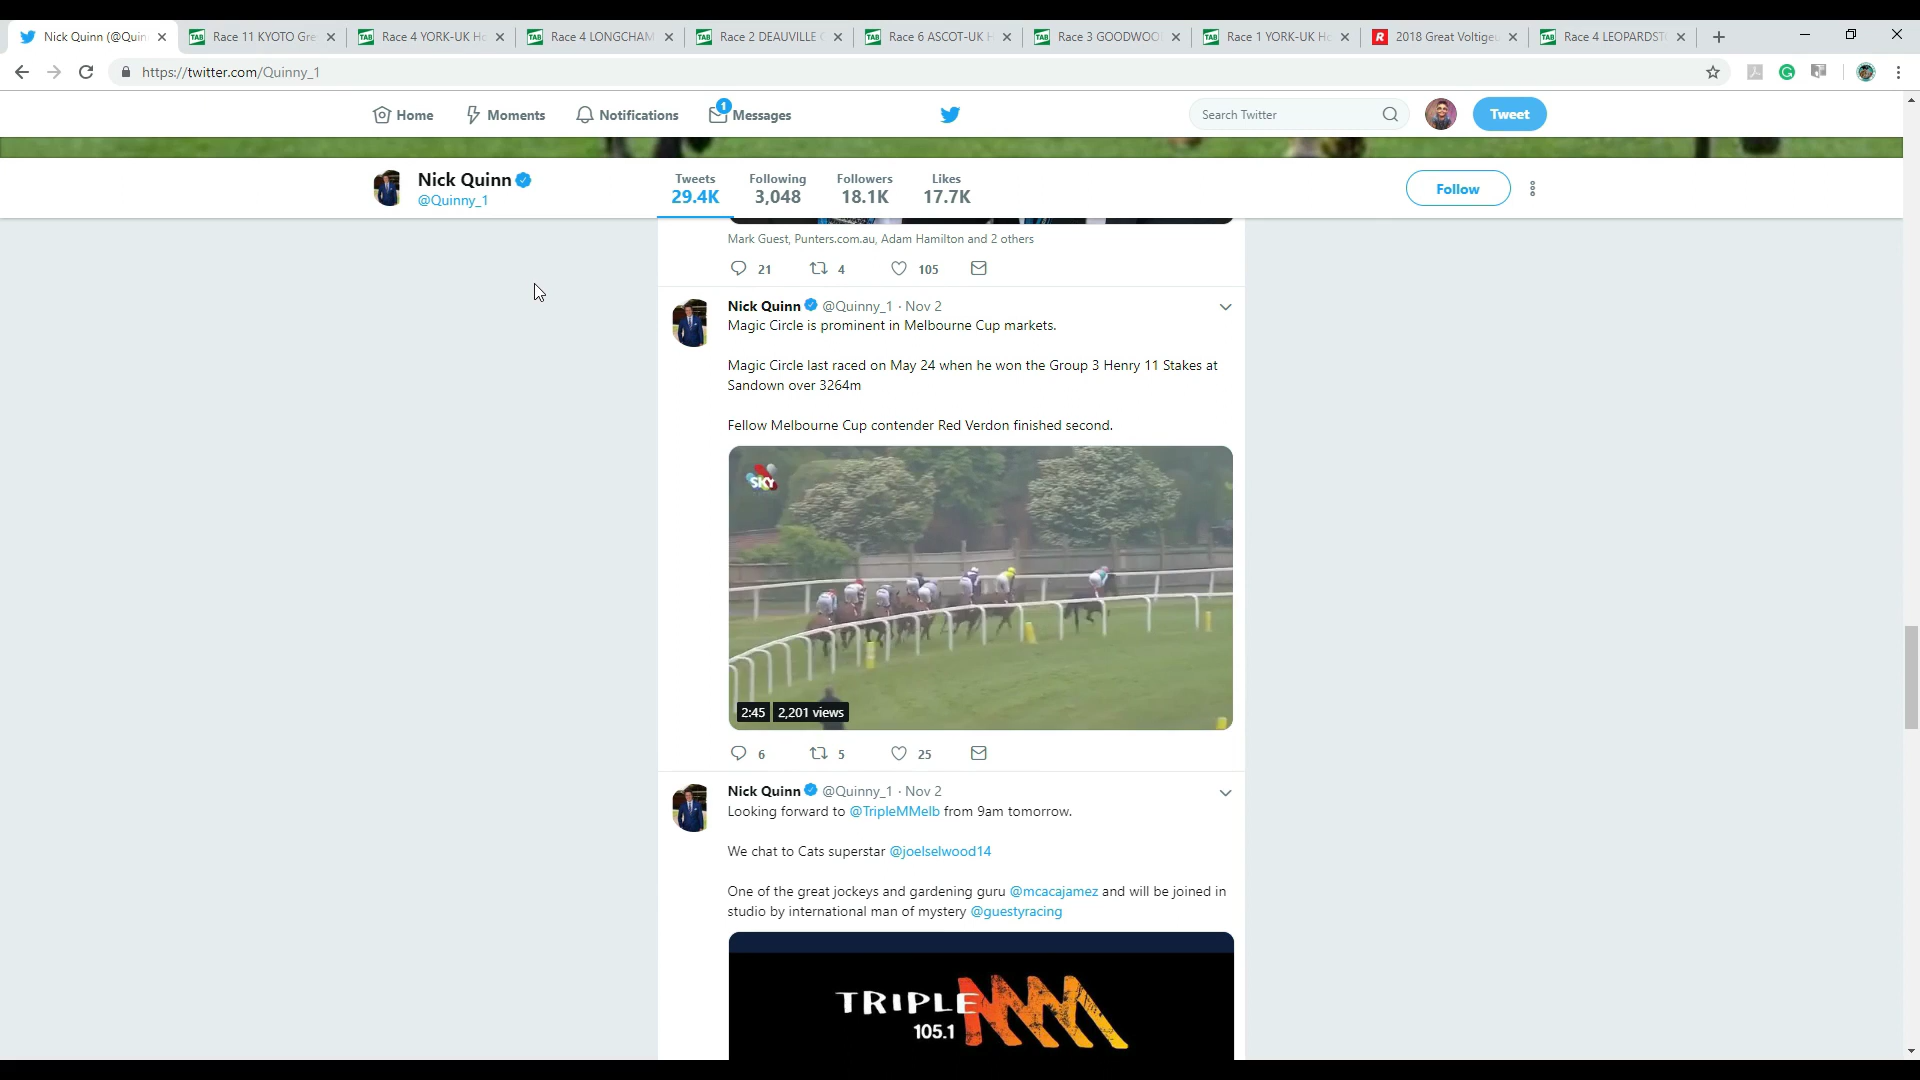 Nick Quinn (@Quin
Race 11 KYOTO Gre
Race 4 YORK-UK Ho
Race 4 LONGCHAM
Race 2 DEAUVILLE
Race 6 ASCOT-UK H
Race 3 GOODWOO
Race 1 YORK-UK Ho
2018 Great Voltige
Race 4 LEOPARDST
https://twitter.com/Quinny_1
Home
Moments
Notifications
1
Messages
Search Twitter
Tweet
Nick Quinn
@Quinny_1
Tweets
29.4K
Following
3,048
Followers
18.1K
Likes
17.7K
Follow
Mark Guest, Punters.com.au, Adam Hamilton and 2 others
21 4 105
Nick Quinn @Quinny_1 · Nov 2
Magic Circle is prominent in Melbourne Cup markets.
Magic Circle last raced on May 24 when he won the Group 3 Henry 11 Stakes at
Sandown over 3264m
Fellow Melbourne Cup contender Red Verdon finished second.
SKY
2:45 2,201 views
6 5 25
Nick Quinn @Quinny_1 · Nov 2
Looking forward to @TripleMMelb from 9am tomorrow.
We chat to Cats superstar @joelselwood14
One of the great jockeys and gardening guru @mcacajamez and will be joined in
studio by international man of mystery @guestyracing
TRIPLE M
105.1